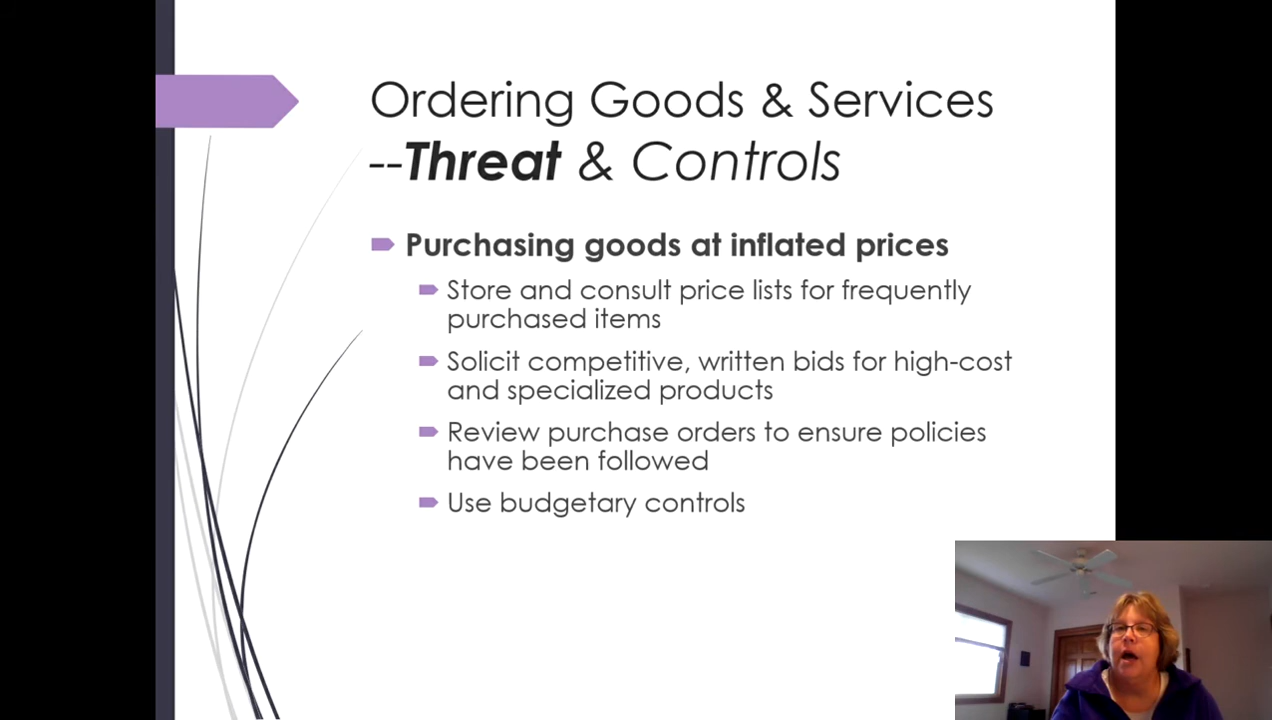 Ordering Goods & Services
--Threat & Controls
Purchasing goods at inflated prices
Store and consult price lists for frequently
purchased items
Solicit competitive, written bids for high-cost
and specialized products
Review purchase orders to ensure policies
have been followed
Use budgetary controls